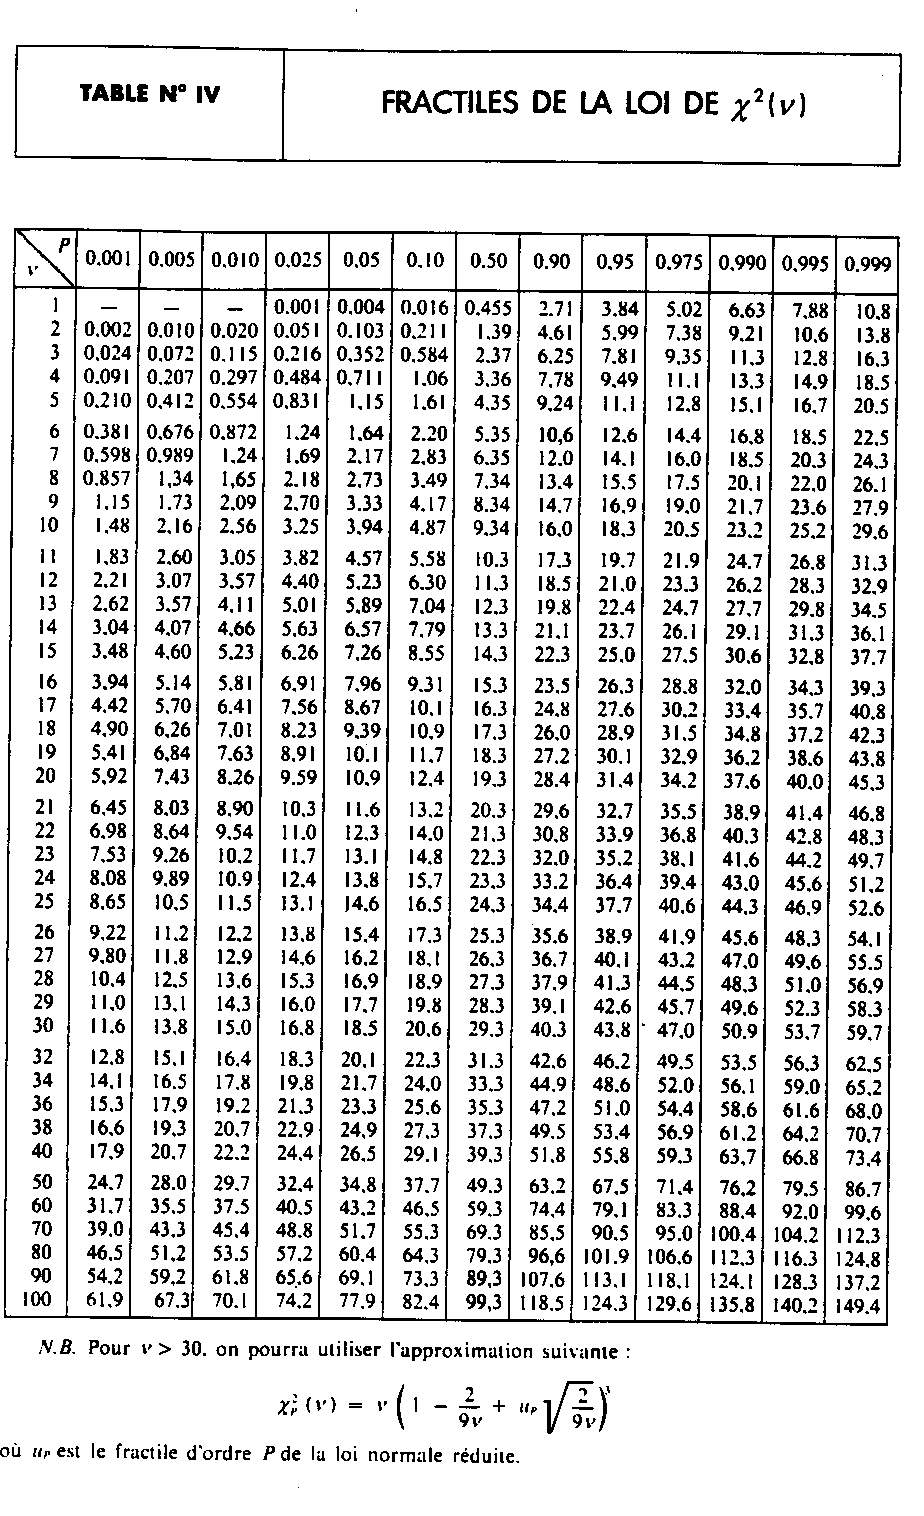 TABLE N° IV
FRACTILES DE LA LOI DE χ²(ν)
ν P 0.001 0.005 0.010 0.025 0.05 0.10 0.50 0.90 0.95 0.975 0.990 0.995 0.999
1 — — — 0.001 0.004 0.016 0.455 2.71 3.84 5.02 6.63 7.88 10.8
2 0.002 0.010 0.020 0.051 0.103 0.211 1.39 4.61 5.99 7.38 9.21 10.6 13.8
3 0.024 0.072 0.115 0.216 0.352 0.584 2.37 6.25 7.81 9.35 11.3 12.8 16.3
4 0.091 0.207 0.297 0.484 0.711 1.06 3.36 7.78 9.49 11.1 13.3 14.9 18.5
5 0.210 0.412 0.554 0.831 1.15 1.61 4.35 9.24 11.1 12.8 15.1 16.7 20.5
6 0.381 0.676 0.872 1.24 1.64 2.20 5.35 10.6 12.6 14.4 16.8 18.5 22.5
7 0.598 0.989 1.24 1.69 2.17 2.83 6.35 12.0 14.1 16.0 18.5 20.3 24.3
8 0.857 1.34 1.65 2.18 2.73 3.49 7.34 13.4 15.5 17.5 20.1 22.0 26.1
9 1.15 1.73 2.09 2.70 3.33 4.17 8.34 14.7 16.9 19.0 21.7 23.6 27.9
10 1.48 2.16 2.56 3.25 3.94 4.87 9.34 16.0 18.3 20.5 23.2 25.2 29.6
11 1.83 2.60 3.05 3.82 4.57 5.58 10.3 17.3 19.7 21.9 24.7 26.8 31.3
12 2.21 3.07 3.57 4.40 5.23 6.30 11.3 18.5 21.0 23.3 26.2 28.3 32.9
13 2.62 3.57 4.11 5.01 5.89 7.04 12.3 19.8 22.4 24.7 27.7 29.8 34.5
14 3.04 4.07 4.66 5.63 6.57 7.79 13.3 21.1 23.7 26.1 29.1 31.3 36.1
15 3.48 4.60 5.23 6.26 7.26 8.55 14.3 22.3 25.0 27.5 30.6 32.8 37.7
16 3.94 5.14 5.81 6.91 7.96 9.31 15.3 23.5 26.3 28.8 32.0 34.3 39.3
17 4.42 5.70 6.41 7.56 8.67 10.1 16.3 24.8 27.6 30.2 33.4 35.7 40.8
18 4.90 6.26 7.01 8.23 9.39 10.9 17.3 26.0 28.9 31.5 34.8 37.2 42.3
19 5.41 6.84 7.63 8.91 10.1 11.7 18.3 27.2 30.1 32.9 36.2 38.6 43.8
20 5.92 7.43 8.26 9.59 10.9 12.4 19.3 28.4 31.4 34.2 37.6 40.0 45.3
21 6.45 8.03 8.90 10.3 11.6 13.2 20.3 29.6 32.7 35.5 38.9 41.4 46.8
22 6.98 8.64 9.54 11.0 12.3 14.0 21.3 30.8 33.9 36.8 40.3 42.8 48.3
23 7.53 9.26 10.2 11.7 13.1 14.8 22.3 32.0 35.2 38.1 41.6 44.2 49.7
24 8.08 9.89 10.9 12.4 13.8 15.7 23.3 33.2 36.4 39.4 43.0 45.6 51.2
25 8.65 10.5 11.5 13.1 14.6 16.5 24.3 34.4 37.7 40.6 44.3 46.9 52.6
26 9.22 11.2 12.2 13.8 15.4 17.3 25.3 35.6 38.9 41.9 45.6 48.3 54.1
27 9.80 11.8 12.9 14.6 16.2 18.1 26.3 36.7 40.1 43.2 47.0 49.6 55.5
28 10.4 12.5 13.6 15.3 16.9 18.9 27.3 37.9 41.3 44.5 48.3 51.0 56.9
29 11.0 13.1 14.3 16.0 17.7 19.8 28.3 39.1 42.6 45.7 49.6 52.3 58.3
30 11.6 13.8 15.0 16.8 18.5 20.6 29.3 40.3 43.8 47.0 50.9 53.7 59.7
32 12.8 15.1 16.4 18.3 20.1 22.3 31.3 42.6 46.2 49.5 53.5 56.3 62.5
34 14.1 16.5 17.8 19.8 21.7 24.0 33.3 44.9 48.6 52.0 56.1 59.0 65.2
36 15.3 17.9 19.2 21.3 23.3 25.6 35.3 47.2 51.0 54.4 58.6 61.6 68.0
38 16.6 19.3 20.7 22.9 24.9 27.3 37.3 49.5 53.4 56.9 61.2 64.2 70.7
40 17.9 20.7 22.2 24.4 26.5 29.1 39.3 51.8 55.8 59.3 63.7 66.8 73.4
50 24.7 28.0 29.7 32.4 34.8 37.7 49.3 63.2 67.5 71.4 76.2 79.5 86.7
60 31.7 35.5 37.5 40.5 43.2 46.5 59.3 74.4 79.1 83.3 88.4 92.0 99.6
70 39.0 43.3 45.4 48.8 51.7 55.3 69.3 85.5 90.5 95.0 100.4 104.2 112.3
80 46.5 51.2 53.5 57.2 60.4 64.3 79.3 96.6 101.9 106.6 112.3 116.3 124.8
90 54.2 59.2 61.8 65.6 69.1 73.3 89.3 107.6 113.1 118.1 124.1 128.3 137.2
100 61.9 67.3 70.1 74.2 77.9 82.4 99.3 118.5 124.3 129.6 135.8 140.2 149.4
N.B. Pour ν > 30. on pourra utiliser l'approximation suivante :
χ²_P (ν) = ν ( 1 − 2/9ν + u_P √(2/9ν) )³
où u_P est le fractile d'ordre P de la loi normale réduite.